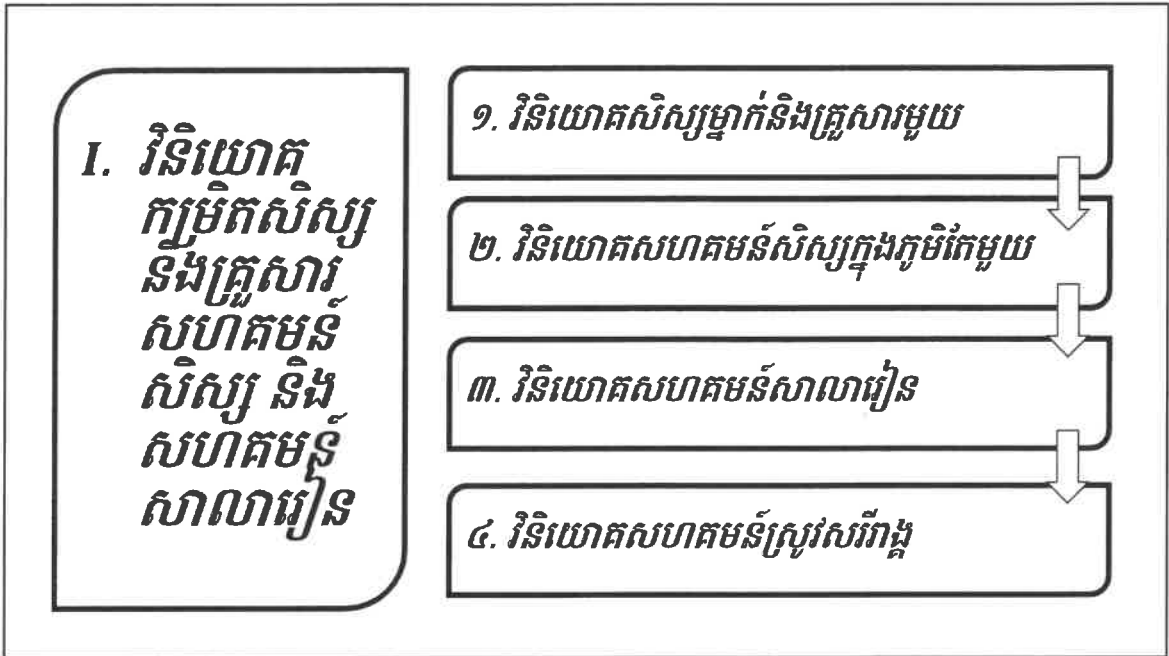 I. វិនិយោគ
កម្រិតសិស្ស
និងគ្រួសារ
សហគមន៍
សិស្ស និង
សហគមន៍
សាលារៀន
១. វិនិយោគសិស្សម្នាក់និងគ្រួសារមួយ
២. វិនិយោគសហគមន៍សិស្សក្នុងភូមិតែមួយ
៣. វិនិយោគសហគមន៍សាលារៀន
៤. វិនិយោគសហគមន៍ស្រូវសរីរាង្គ